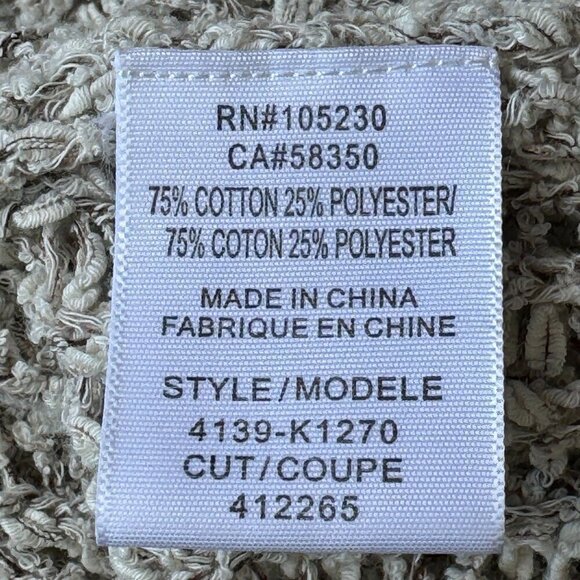 RN#105230
CA#58350
75% COTTON 25% POLYESTER/
75% COTON 25% POLYESTER
MADE IN CHINA
FABRIQUE EN CHINE
STYLE/MODELE
4139-K1270
CUT/COUPE
412265